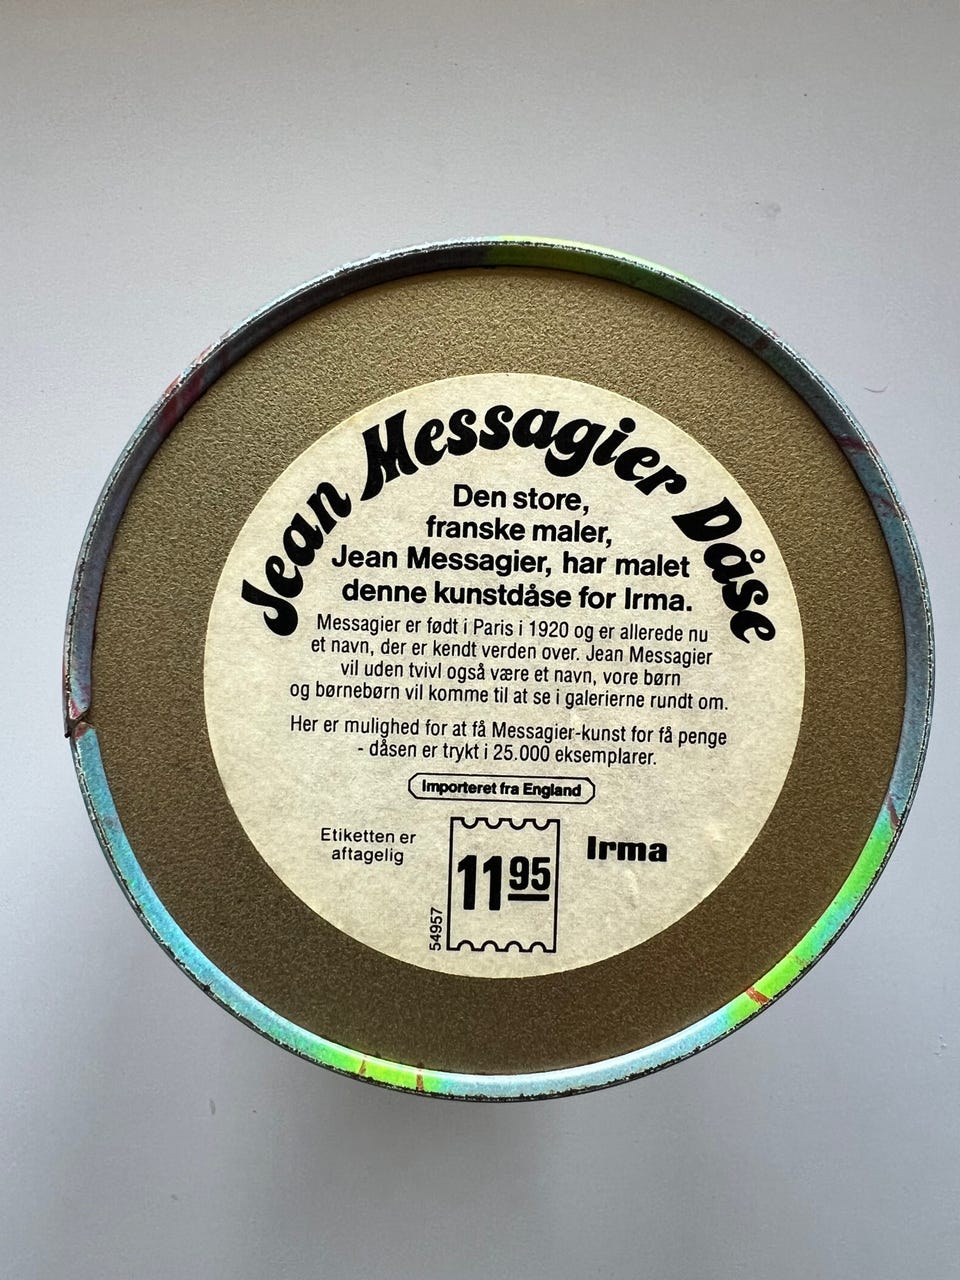 Jean Messagier Dåse
Den store,
franske maler,
Jean Messagier, har malet
denne kunstdåse for Irma.
Messagier er født i Paris i 1920 og er allerede nu
et navn, der er kendt verden over. Jean Messagier
vil uden tvivl også være et navn, vore børn
og børnebørn vil komme til at se i galerierne rundt om.
Her er mulighed for at få Messagier-kunst for få penge
- dåsen er trykt i 25.000 eksemplarer.
Importeret fra England
Etiketten er
aftagelig
54957
11 95
Irma